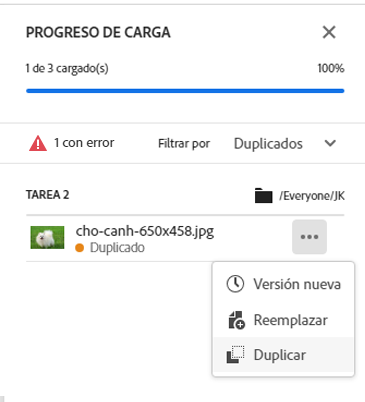 PROGRESO DE CARGA
1 de 3 cargado(s) 100%
1 con error Filtrar por Duplicados
TAREA 2 /Everyone/JK
cho-canh-650x458.jpg
Duplicado
Versión nueva
Reemplazar
Duplicar